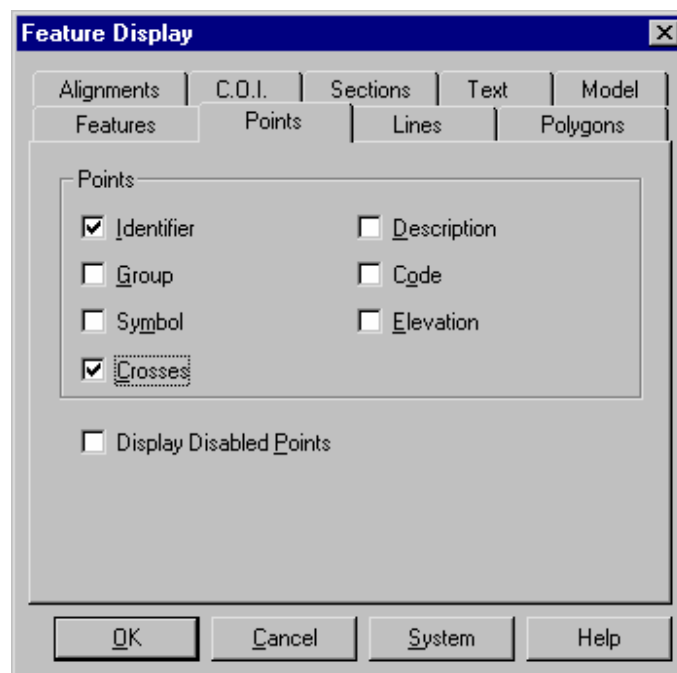 Feature Display
Alignments C.O.I. Sections Text Model
Features Points Lines Polygons
Points
Identifier Description
Group Code
Symbol Elevation
Crosses
Display Disabled Points
OK Cancel System Help